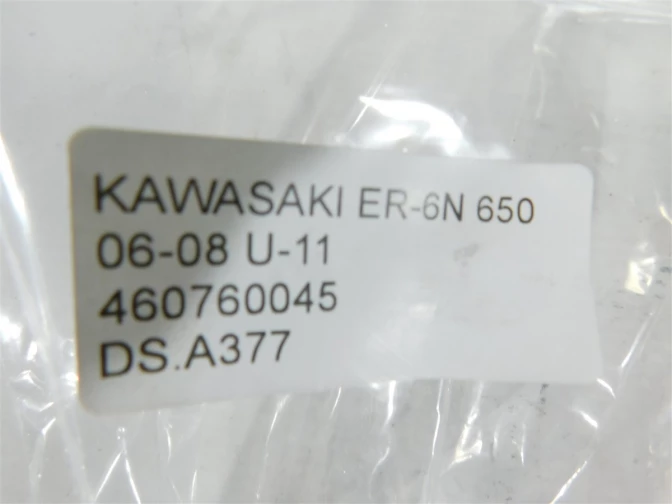 KAWASAKI ER-6N 650
06-08 U-11
460760045
DS.A377